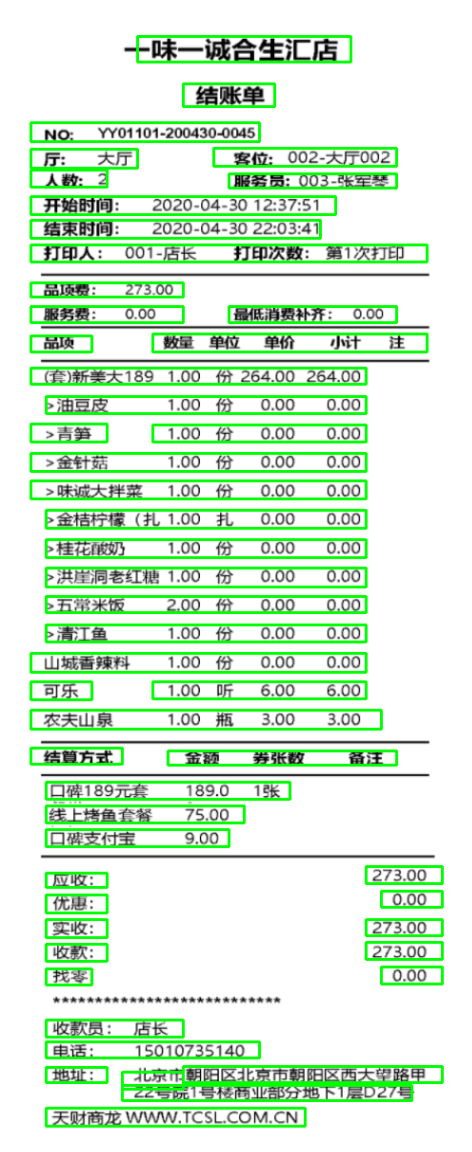 一味一诚合生汇店
结账单
NO: YY01101-200430-0045
厅: 大厅 客位: 002-大厅002
人数: 2 服务员: 003-张军琴
开始时间: 2020-04-30 12:37:51
结束时间: 2020-04-30 22:03:41
打印人: 001-店长 打印次数: 第1次打印
品项费: 273.00
服务费: 0.00 最低消费补齐: 0.00
品项 数量 单位 单价 小计 注
(套)新美大189 1.00 份 264.00 264.00
>油豆皮 1.00 份 0.00 0.00
>青笋 1.00 份 0.00 0.00
>金针菇 1.00 份 0.00 0.00
>味诚大拌菜 1.00 份 0.00 0.00
>金桔柠檬（扎 1.00 扎 0.00 0.00
>桂花酸奶 1.00 份 0.00 0.00
>洪崖洞老红糖 1.00 份 0.00 0.00
>五常米饭 2.00 份 0.00 0.00
>清江鱼 1.00 份 0.00 0.00
山城香辣料 1.00 份 0.00 0.00
可乐 1.00 听 6.00 6.00
农夫山泉 1.00 瓶 3.00 3.00
结算方式 金额 券张数 备注
口碑189元套 189.0 1张
线上烤鱼套餐 75.00
口碑支付宝 9.00
应收: 273.00
优惠: 0.00
实收: 273.00
收款: 273.00
找零 0.00
****************************
收款员: 店长
电话: 15010735140
地址: 北京市朝阳区北京市朝阳区西大望路甲
22号院1号楼商业部分地下1层D27号
天财商龙 WWW.TCSL.COM.CN